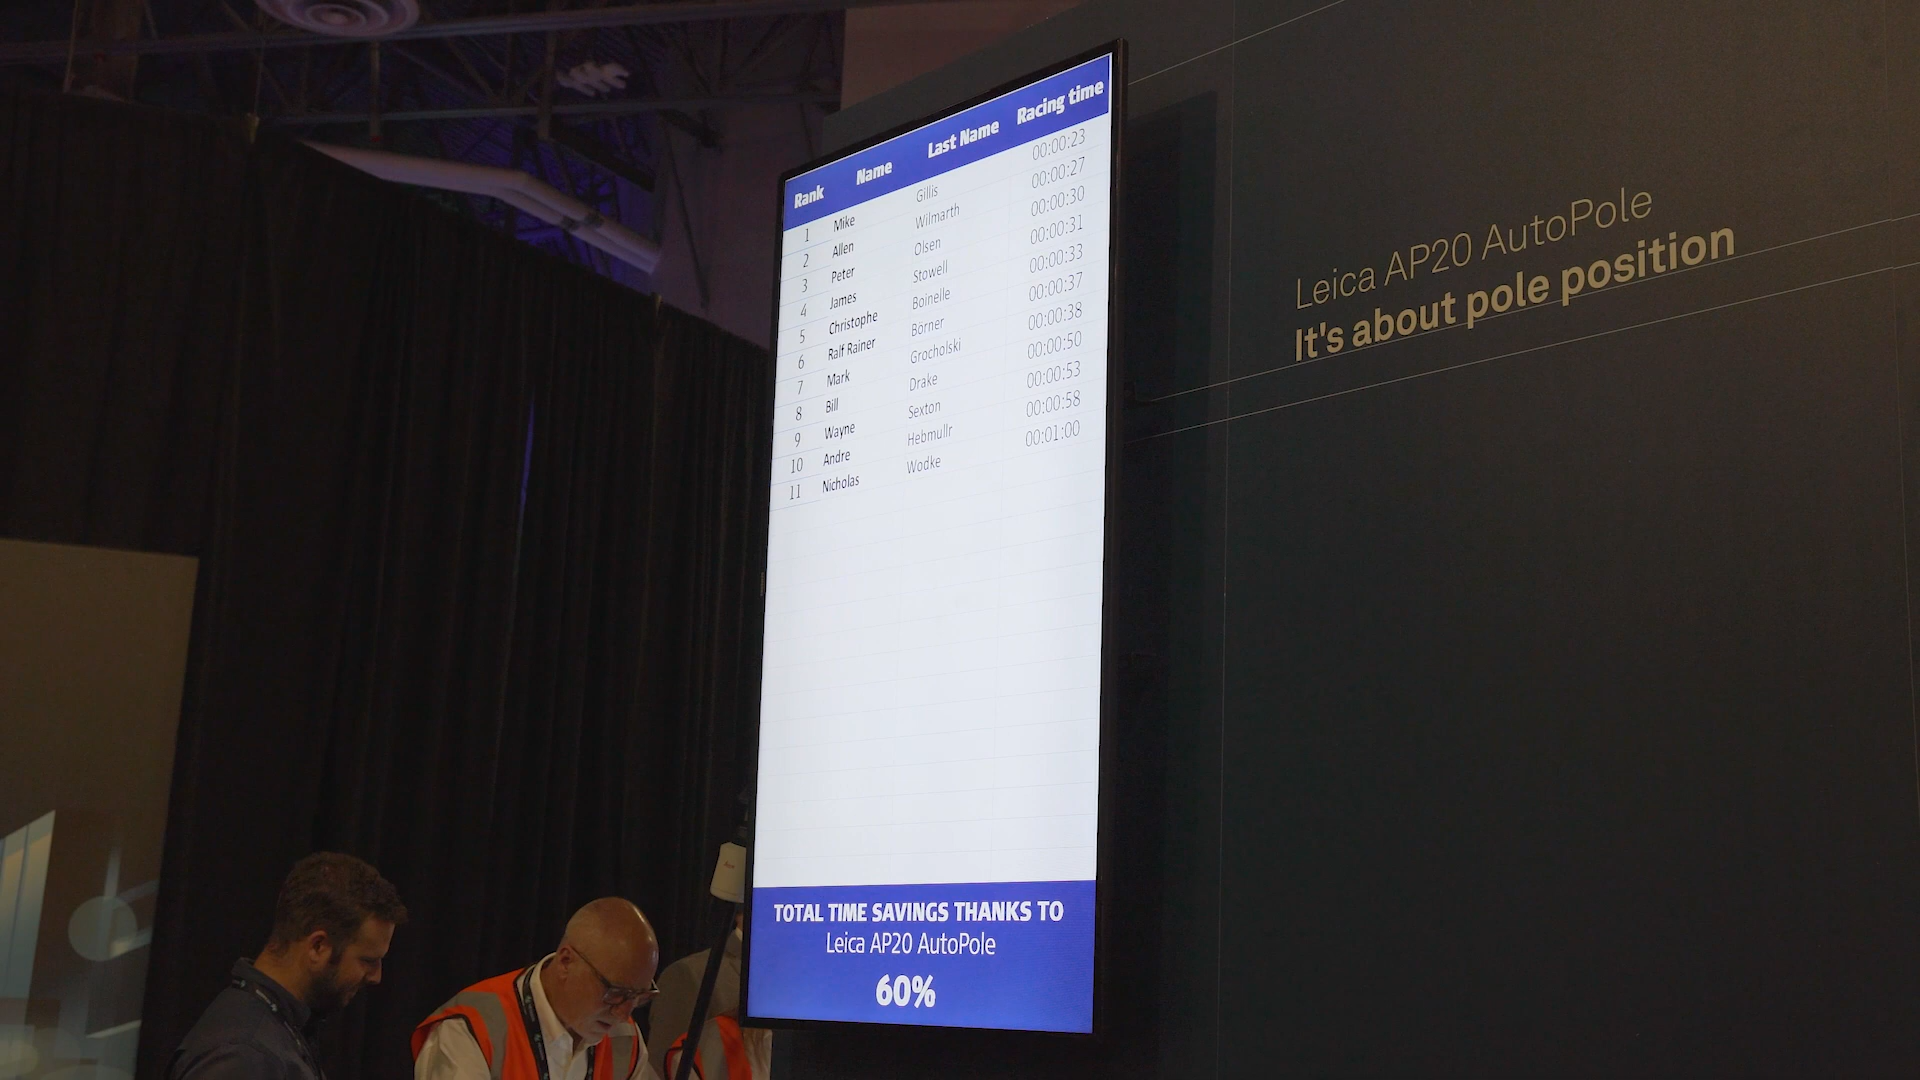 Rank Name Last Name Racing time
1 Mike Gillis 00:00:23
2 Allen Wilmarth 00:00:27
3 Peter Olsen 00:00:30
4 James Stowell 00:00:31
5 Christophe Boinelle 00:00:33
6 Ralf Rainer Börner 00:00:37
7 Mark Grocholski 00:00:38
8 Bill Drake 00:00:50
9 Wayne Sexton 00:00:53
10 Andre Hebmullr 00:00:58
11 Nicholas Wodke 00:01:00
TOTAL TIME SAVINGS THANKS TO
Leica AP20 AutoPole
60%
Leica AP20 AutoPole
It's about pole position